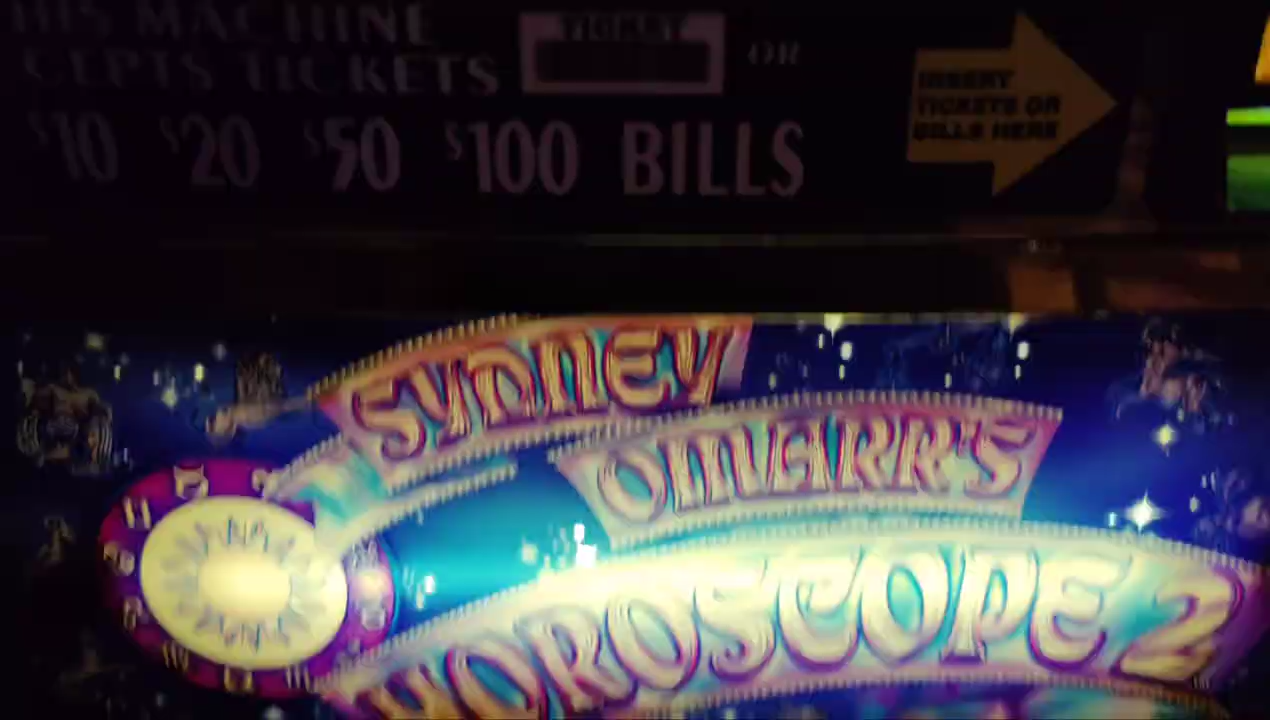 HIS MACHINE
CEPTS TICKETS
TICKET
OR
$10 $20 $50 $100 BILLS
INSERT
TICKETS OR
BILLS HERE
SYDNEY
OMARR'S
HOROSCOPE 2